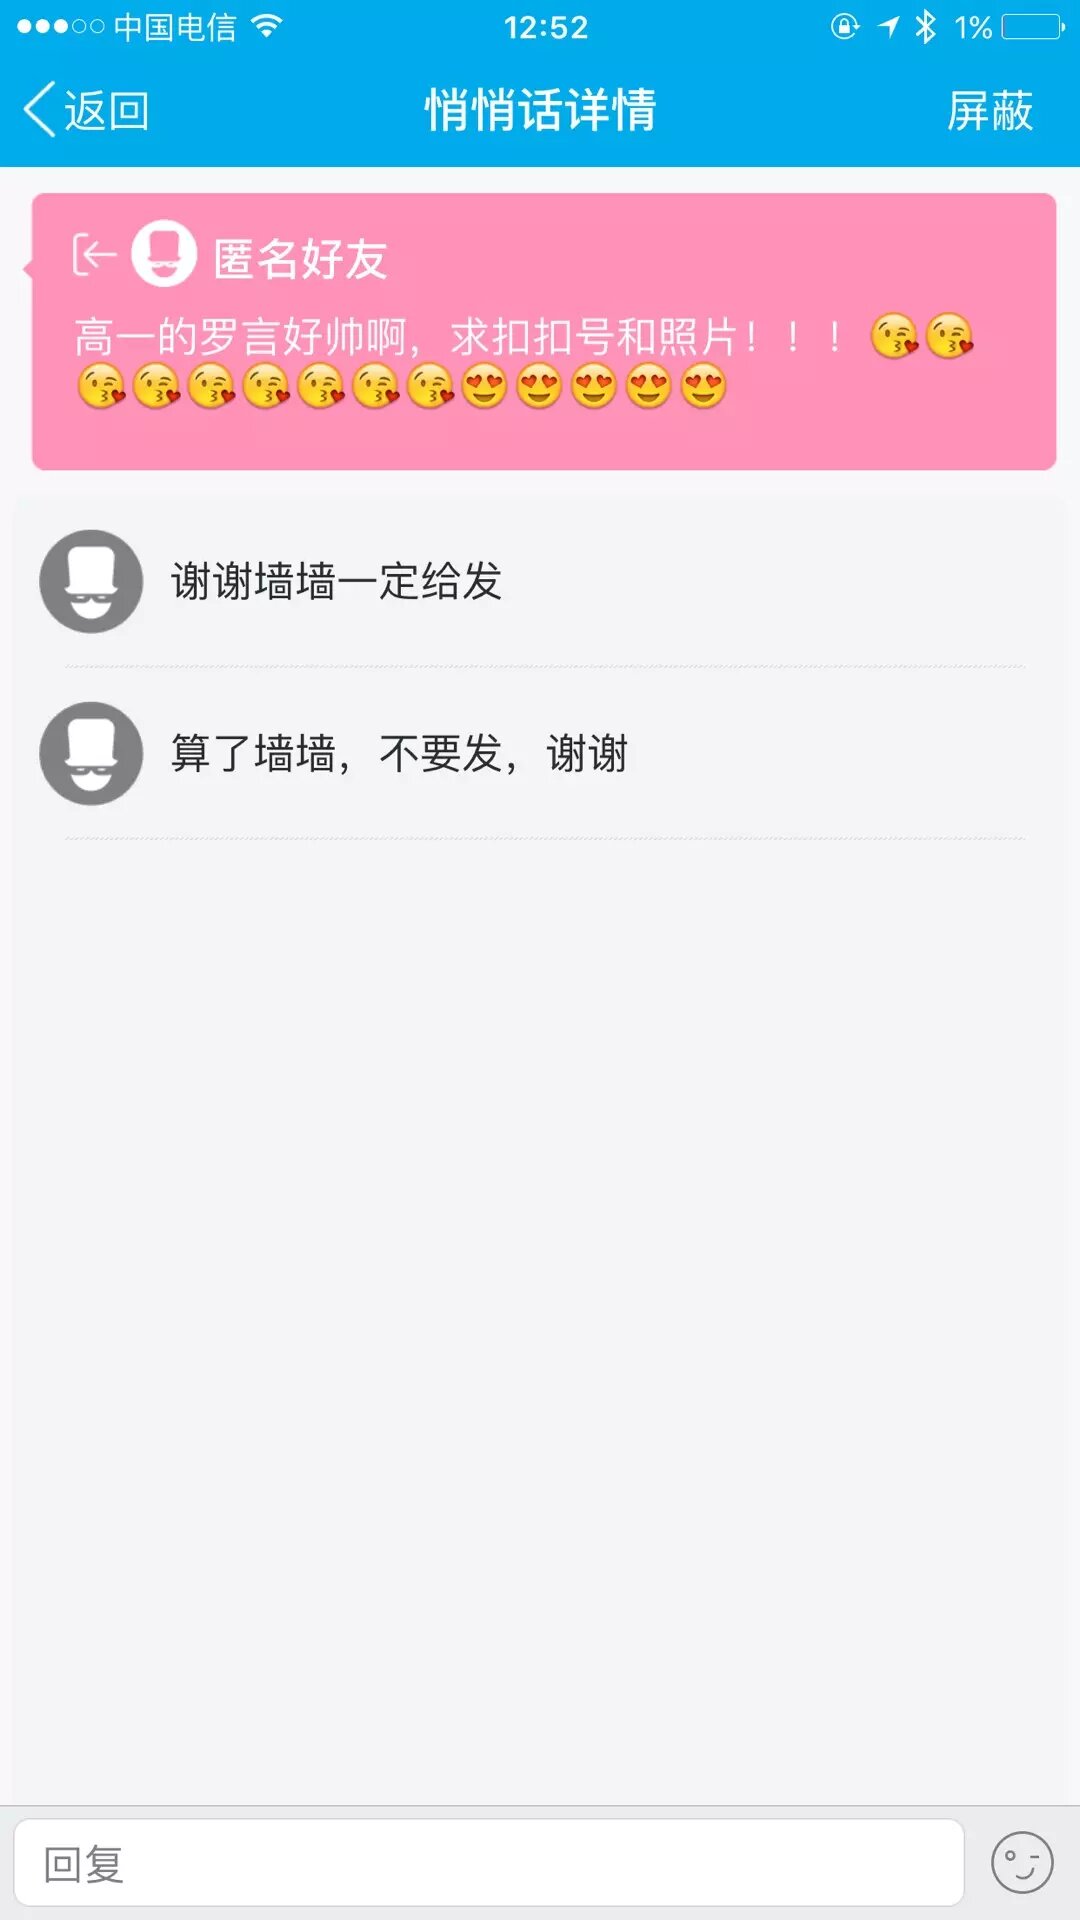 中国电信 12:52 1%
返回 悄悄话详情 屏蔽
匿名好友
高一的罗言好帅啊，求扣扣号和照片！！！😘😘
😘😘😘😘😘😘😘😍😍😍😍😍
谢谢墙墙一定给发
算了墙墙，不要发，谢谢
回复